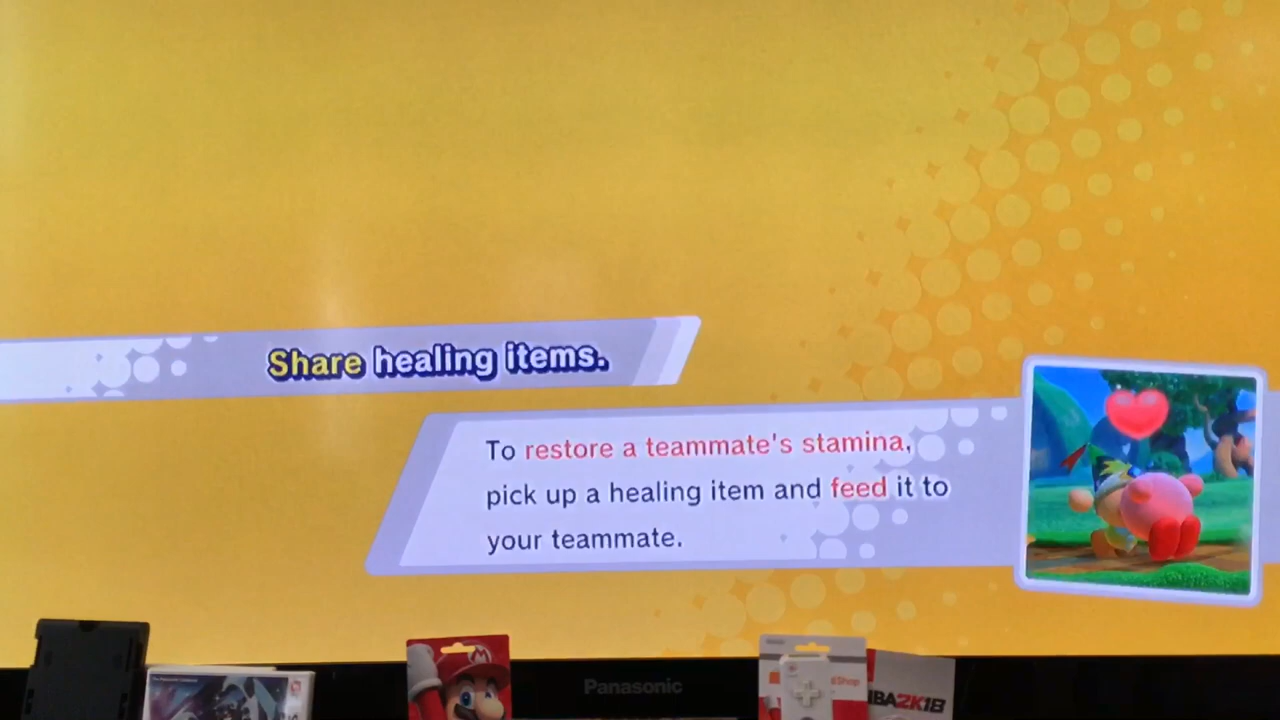 Share healing items.
To restore a teammate's stamina,
pick up a healing item and feed it to
your teammate.
Panasonic
eShop
NBA2K18